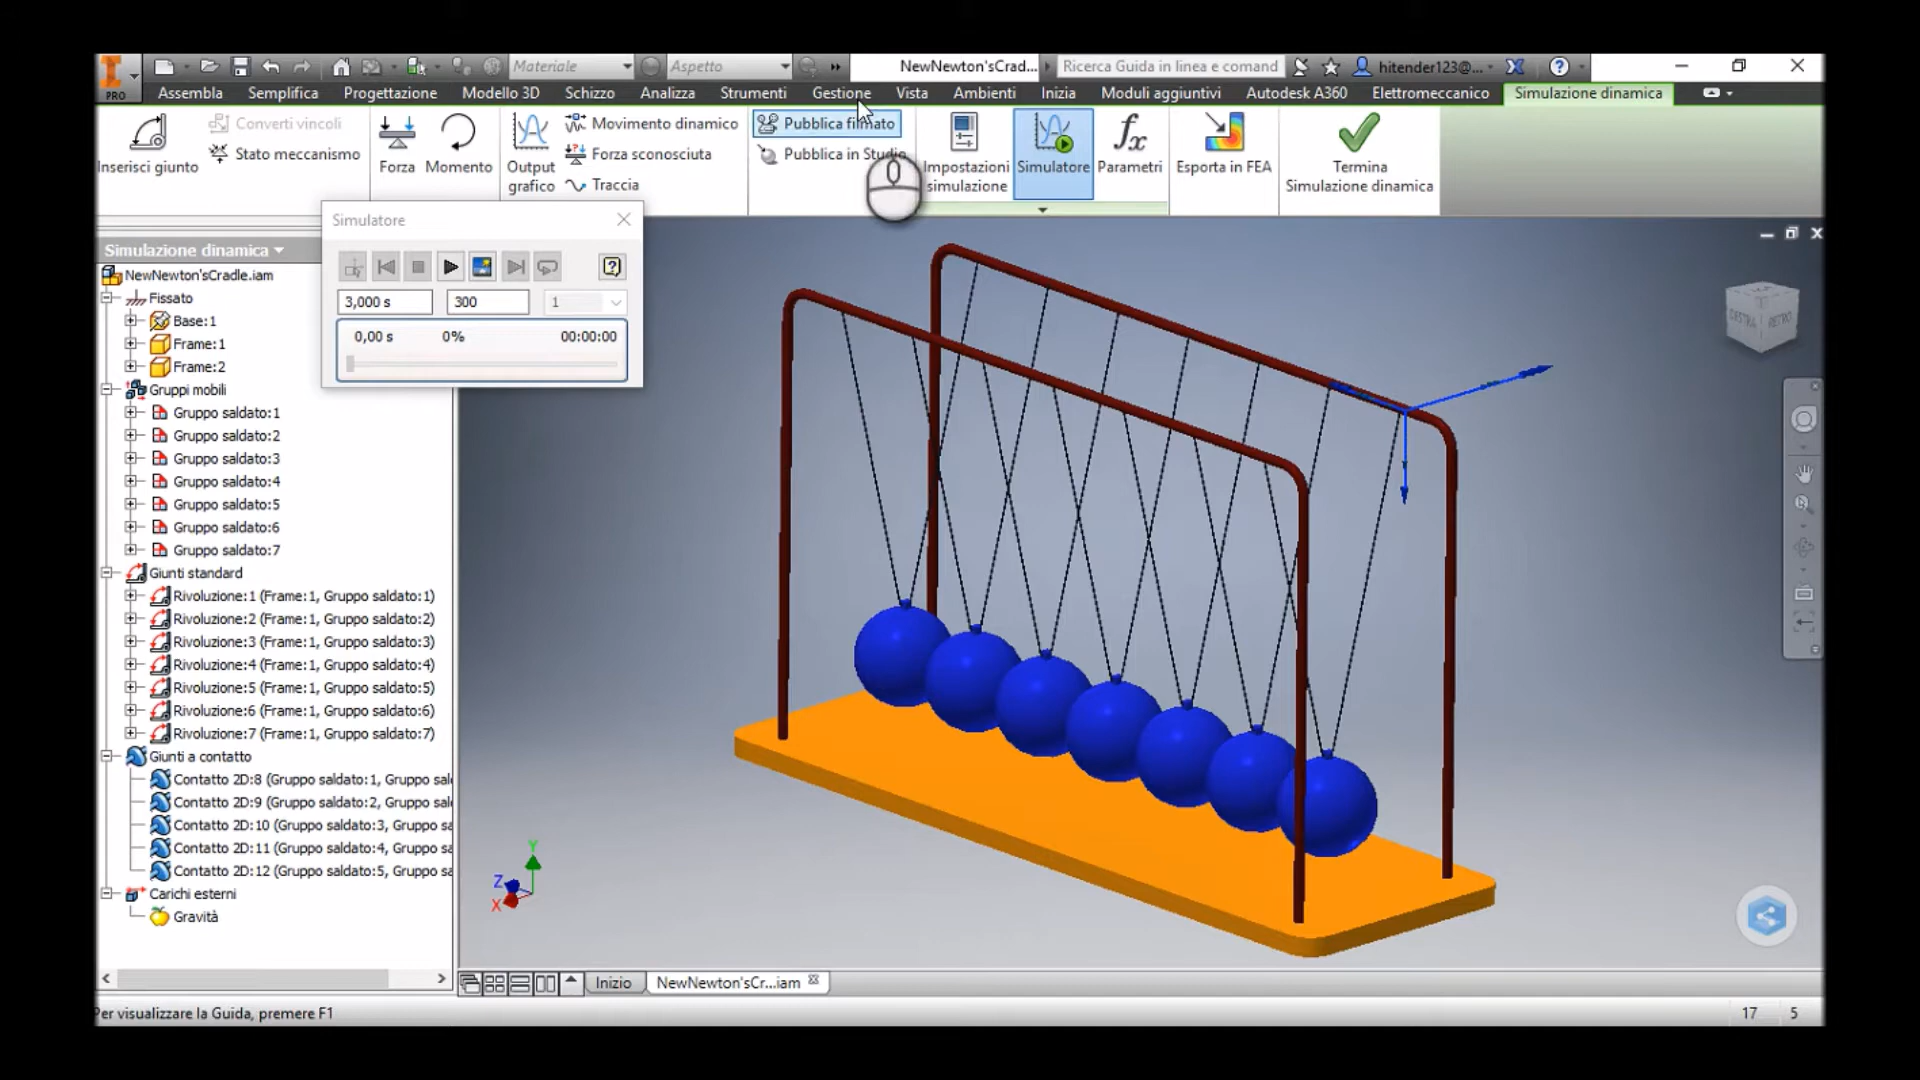 Materiale
Aspetto
NewNewton'sCrad...
Ricerca Guida in linea e comand
hitender123@...
PRO
Assembla
Semplifica
Progettazione
Modello 3D
Schizzo
Analizza
Strumenti
Gestione
Vista
Ambienti
Inizia
Moduli aggiuntivi
Autodesk A360
Elettromeccanico
Simulazione dinamica
Inserisci giunto
Converti vincoli
Stato meccanismo
Forza
Momento
Output
grafico
Movimento dinamico
Forza sconosciuta
Traccia
Pubblica filmato
Pubblica in Studio
Impostazioni
simulazione
Simulatore
fx
Parametri
Esporta in FEA
Termina
Simulazione dinamica
Simulatore
3,000 s
300
1
0,00 s
0%
00:00:00
Simulazione dinamica
NewNewton'sCradle.iam
Fissato
Base:1
Frame:1
Frame:2
Gruppi mobili
Gruppo saldato:1
Gruppo saldato:2
Gruppo saldato:3
Gruppo saldato:4
Gruppo saldato:5
Gruppo saldato:6
Gruppo saldato:7
Giunti standard
Rivoluzione:1 (Frame:1, Gruppo saldato:1)
Rivoluzione:2 (Frame:1, Gruppo saldato:2)
Rivoluzione:3 (Frame:1, Gruppo saldato:3)
Rivoluzione:4 (Frame:1, Gruppo saldato:4)
Rivoluzione:5 (Frame:1, Gruppo saldato:5)
Rivoluzione:6 (Frame:1, Gruppo saldato:6)
Rivoluzione:7 (Frame:1, Gruppo saldato:7)
Giunti a contatto
Contatto 2D:8 (Gruppo saldato:1, Gruppo sal
Contatto 2D:9 (Gruppo saldato:2, Gruppo sal
Contatto 2D:10 (Gruppo saldato:3, Gruppo sa
Contatto 2D:11 (Gruppo saldato:4, Gruppo sa
Contatto 2D:12 (Gruppo saldato:5, Gruppo sa
Carichi esterni
Gravità
DESTRA
RETRO
Y
Z
X
Inizio
NewNewton'sCr...iam
Per visualizzare la Guida, premere F1
17
5